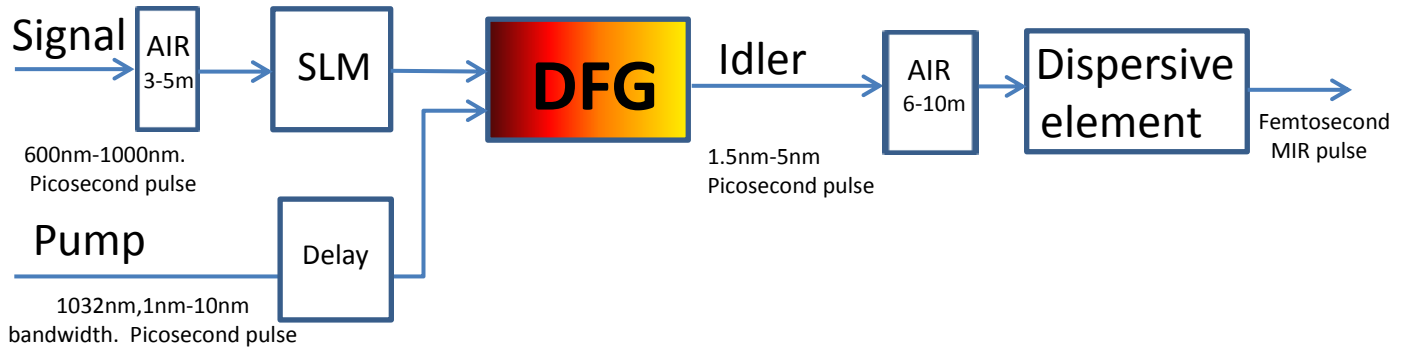 Signal
AIR
3-5m
SLM
DFG
Idler
AIR
6-10m
Dispersive
element
600nm-1000nm.
Picosecond pulse
1.5nm-5nm
Picosecond pulse
Femtosecond
MIR pulse
Pump
Delay
1032nm,1nm-10nm
bandwidth. Picosecond pulse